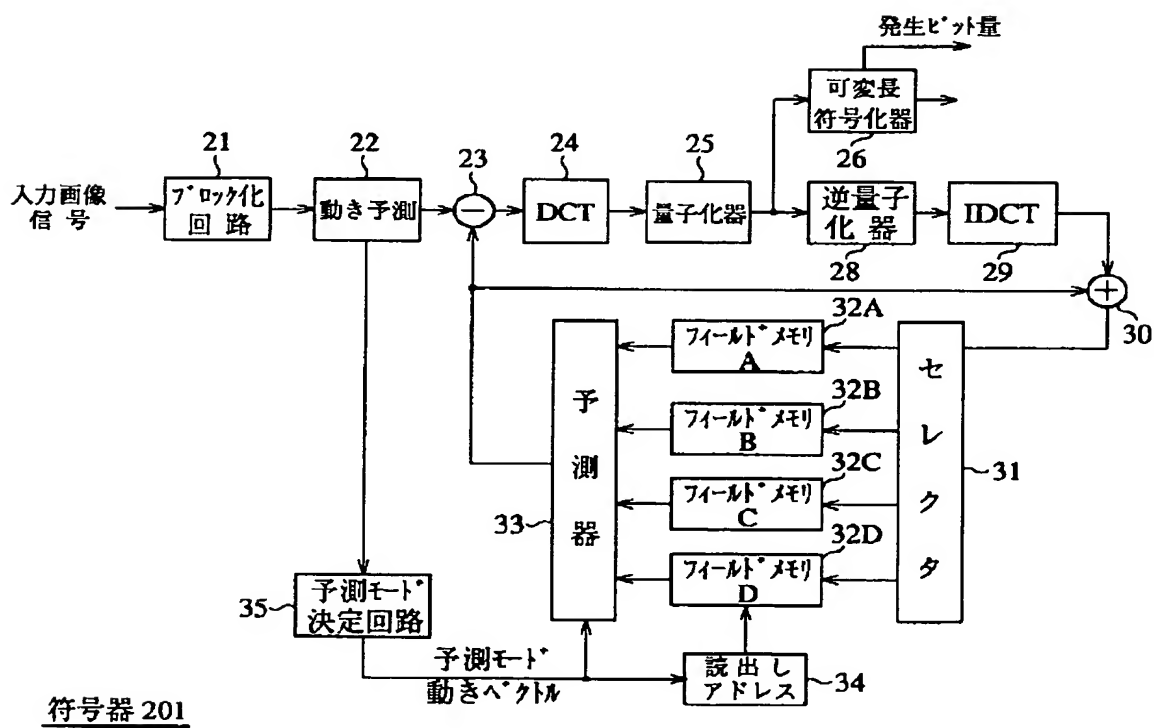 発生ビット量
可変長
符号化器
26
21
22
23
24
25
入力画像
信号
ブロック化
回路
動き予測
−
DCT
量子化器
逆量子
化器
28
IDCT
29
+
30
32A
フィールドメモリ
A
32B
フィールドメモリ
B
32C
フィールドメモリ
C
32D
フィールドメモリ
D
予測器
33
セレクタ
31
35
予測モード
決定回路
予測モード
動きベクトル
読出し
アドレス
34
符号器 201